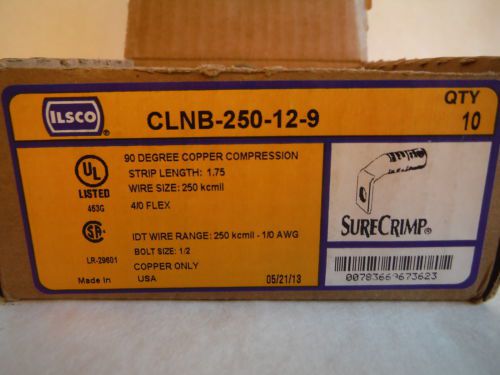 ILSCO®
CLNB-250-12-9
QTY
10
UL
LISTED
463G
LR-29601
90 DEGREE COPPER COMPRESSION
STRIP LENGTH: 1.75
WIRE SIZE: 250 kcmil
4/0 FLEX
IDT WIRE RANGE: 250 kcmil - 1/0 AWG
BOLT SIZE: 1/2
COPPER ONLY
Made In USA
05/21/13
SURECRIMP®
00783669673623